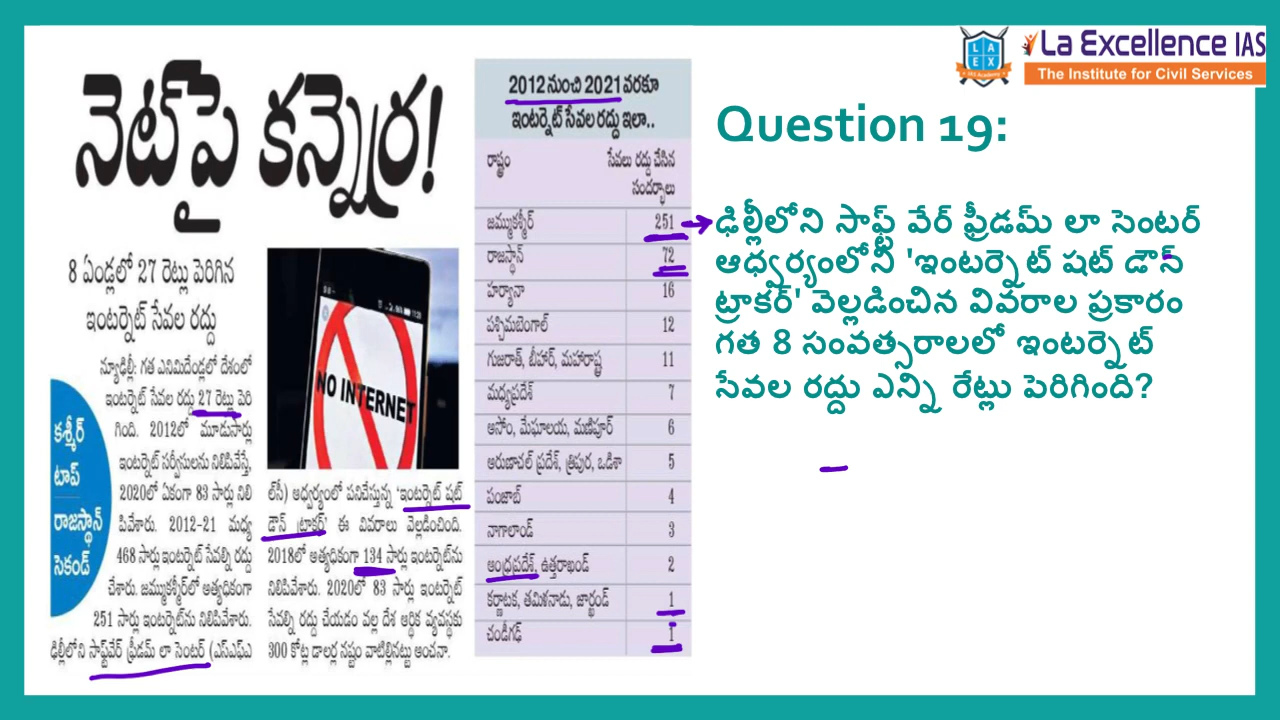 La Excellence IAS
The Institute for Civil Services
LA
EX
IAS Academy
నెట్‌పై కన్నెర్ర!
8 ఏండ్లలో 27 రెట్లు పెరిగిన
ఇంటర్నెట్ సేవల రద్దు
న్యూఢిల్లీ: గత ఎనిమిదేండ్లలో దేశంలో
ఇంటర్నెట్ సేవల రద్దు 27 రెట్లు పెరి
గింది. 2012లో మూడుసార్లు
ఇంటర్నెట్ సర్వీసులను నిలిపివేస్తే,
2020లో ఏకంగా 83 సార్లు నిలి
పివేశారు. 2012-21 మధ్య
468 సార్లు ఇంటర్నెట్ సేవల్ని రద్దు
చేశారు. జమ్ముకశ్మీర్‌లో అత్యధికంగా
251 సార్లు ఇంటర్నెట్‌ను నిలిపివేశారు.
ఢిల్లీలోని సాఫ్ట్‌వేర్ ఫ్రీడమ్ లా సెంటర్ (ఎస్ఎఫ్ఎ
కశ్మీర్
టాప్
రాజస్థాన్
సెకండ్
NO INTERNET
ల్‌సీ) ఆధ్వర్యంలో పనిచేస్తున్న 'ఇంటర్నెట్ షట్
డౌన్ ట్రాకర్' ఈ వివరాలు వెల్లడించింది.
2018లో అత్యధికంగా 134 సార్లు ఇంటర్నెట్‌ను
నిలిపివేశారు. 2020లో 83 సార్లు ఇంటర్నెట్
సేవల్ని రద్దు చేయడం వల్ల దేశ ఆర్థిక వ్యవస్థకు
300 కోట్ల డాలర్ల నష్టం వాటిల్లినట్టు అంచనా.
2012 నుంచి 2021 వరకూ
ఇంటర్నెట్ సేవల రద్దు ఇలా..
రాష్ట్రం సేవలు రద్దు చేసిన
సందర్భాలు
జమ్ముకశ్మీర్ 251
రాజస్థాన్ 72
హర్యానా 16
పశ్చిమబెంగాల్ 12
గుజరాత్, బీహార్, మహారాష్ట్ర 11
మధ్యప్రదేశ్ 7
అసోం, మేఘాలయ, మణిపూర్ 6
అరుణాచల్ ప్రదేశ్, త్రిపుర, ఒడిశా 5
పంజాబ్ 4
నాగాలాండ్ 3
ఆంధ్రప్రదేశ్, ఉత్తరాఖండ్ 2
కర్ణాటక, తమిళనాడు, జార్ఖండ్ 1
చండీగఢ్ 1
Question 19:
ఢిల్లీలోని సాఫ్ట్ వేర్ ఫ్రీడమ్ లా సెంటర్
ఆధ్వర్యంలోని 'ఇంటర్నెట్ షట్ డౌన్
ట్రాకర్' వెల్లడించిన వివరాల ప్రకారం
గత 8 సంవత్సరాలలో ఇంటర్నెట్
సేవల రద్దు ఎన్ని రేట్లు పెరిగింది?